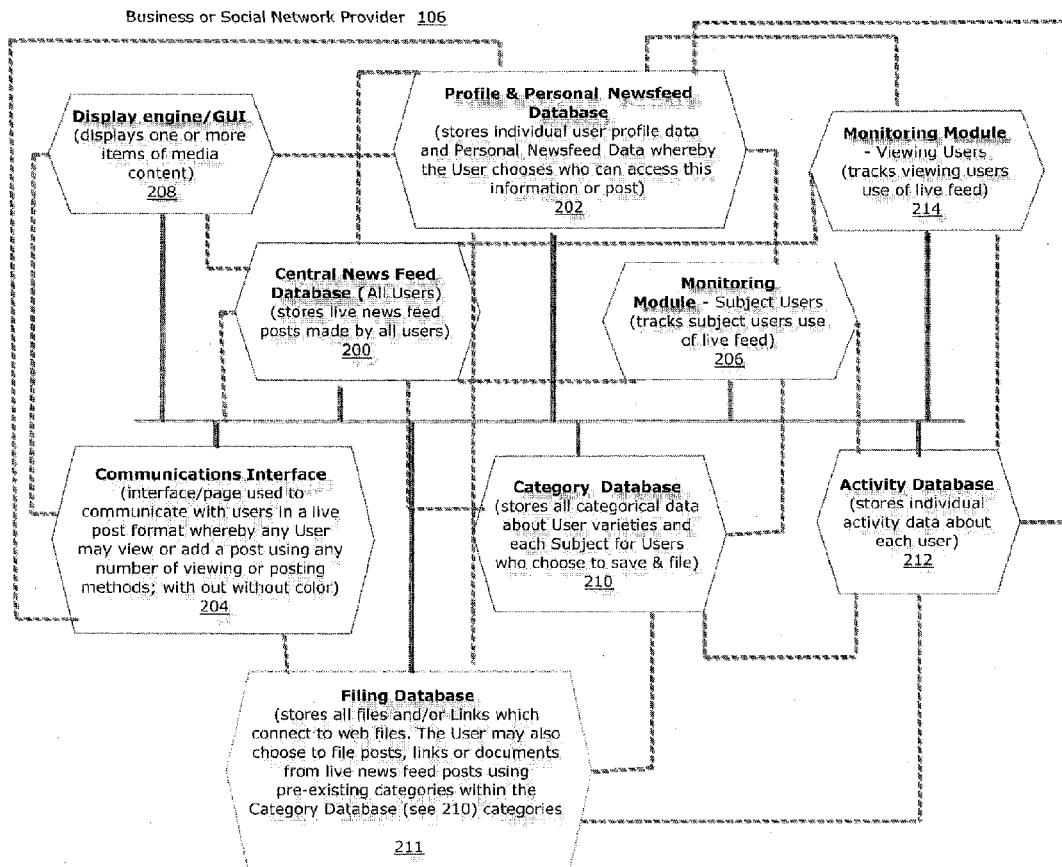 Business or Social Network Provider 106
Display engine/GUI
(displays one or more
items of media
content)
208
Profile & Personal Newsfeed
Database
(stores individual user profile data
and Personal Newsfeed Data whereby
the User chooses who can access this
information or post)
202
Monitoring Module
- Viewing Users
(tracks viewing users
use of live feed)
214
Central News Feed
Database (All Users)
(stores live news feed
posts made by all users)
200
Monitoring
Module - Subject Users
(tracks subject users use
of live feed)
206
Communications Interface
(interface/page used to
communicate with users in a live
post format whereby any User
may view or add a post using any
number of viewing or posting
methods; with out without color)
204
Category Database
(stores all categorical data
about User varieties and
each Subject for Users
who choose to save & file)
210
Activity Database
(stores individual
activity data about
each user)
212
Filing Database
(stores all files and/or Links which
connect to web files. The User may also
choose to file posts, links or documents
from live news feed posts using
pre-existing categories within the
Category Database (see 210) categories
211